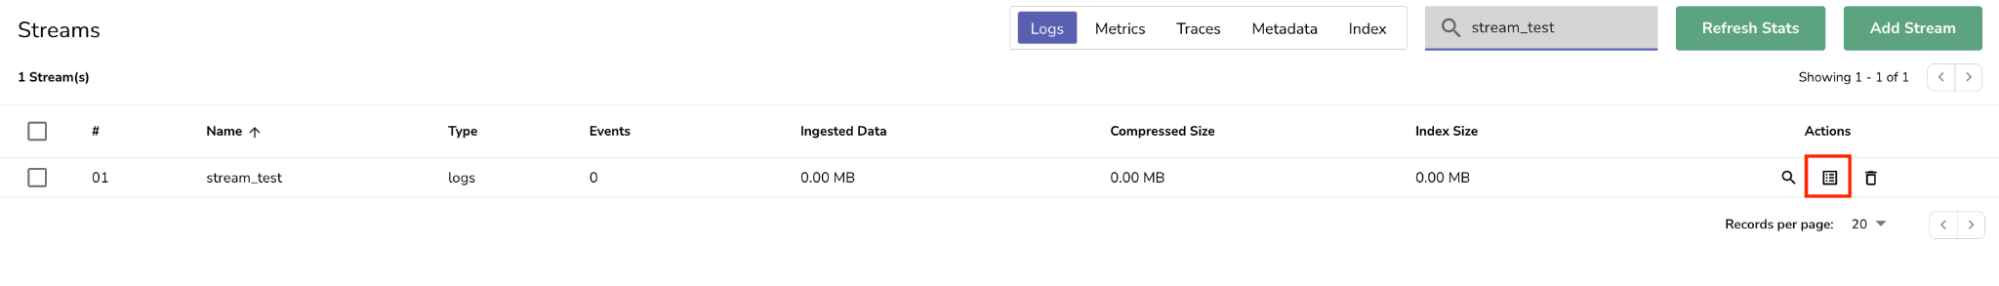 Streams
Logs Metrics Traces Metadata Index stream_test Refresh Stats Add Stream
1 Stream(s) Showing 1 - 1 of 1
# Name Type Events Ingested Data Compressed Size Index Size Actions
01 stream_test logs 0 0.00 MB 0.00 MB 0.00 MB
Records per page: 20